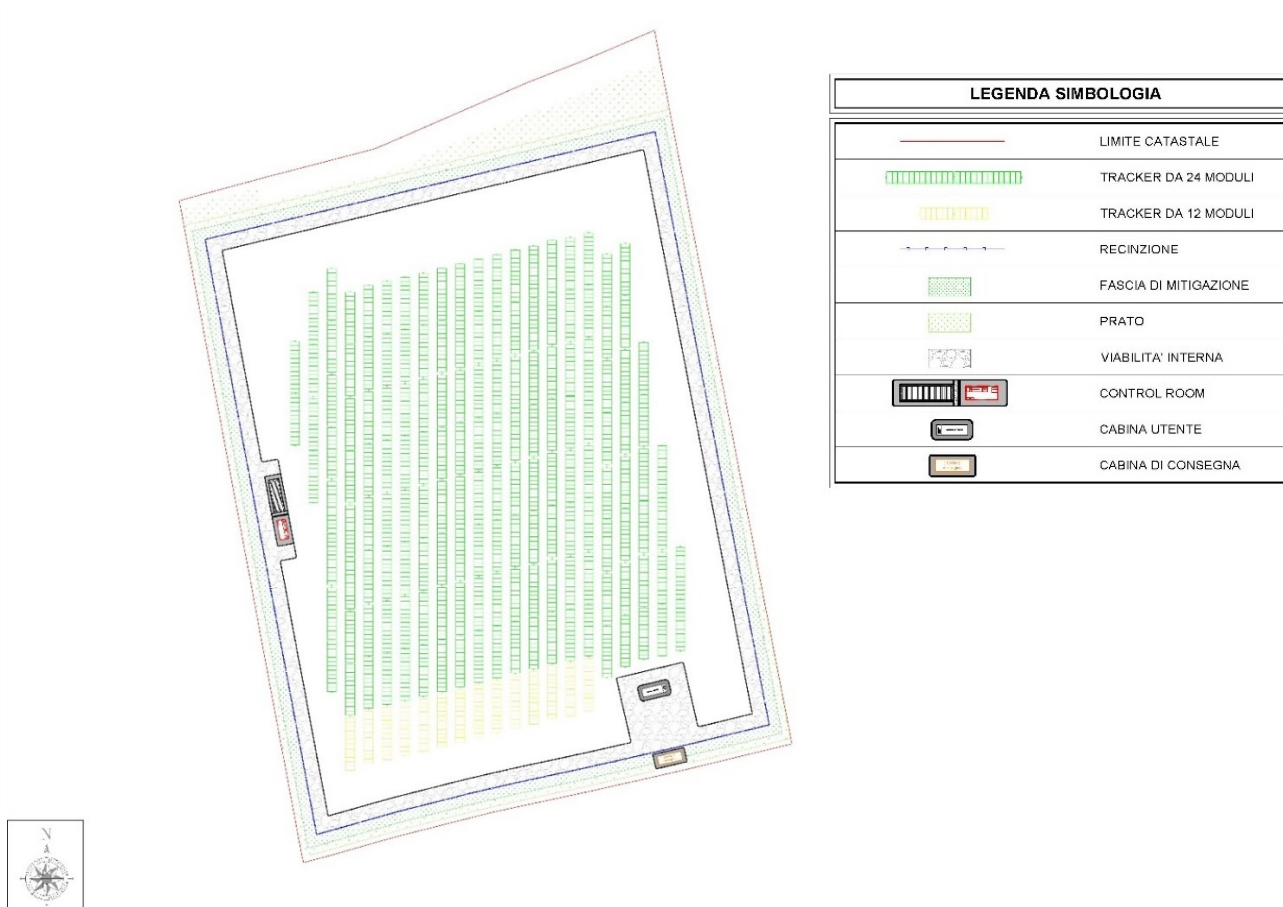 LEGENDA SIMBOLOGIA
LIMITE CATASTALE
TRACKER DA 24 MODULI
TRACKER DA 12 MODULI
RECINZIONE
FASCIA DI MITIGAZIONE
PRATO
VIABILITA' INTERNA
CONTROL ROOM
CABINA UTENTE
CABINA DI CONSEGNA
N